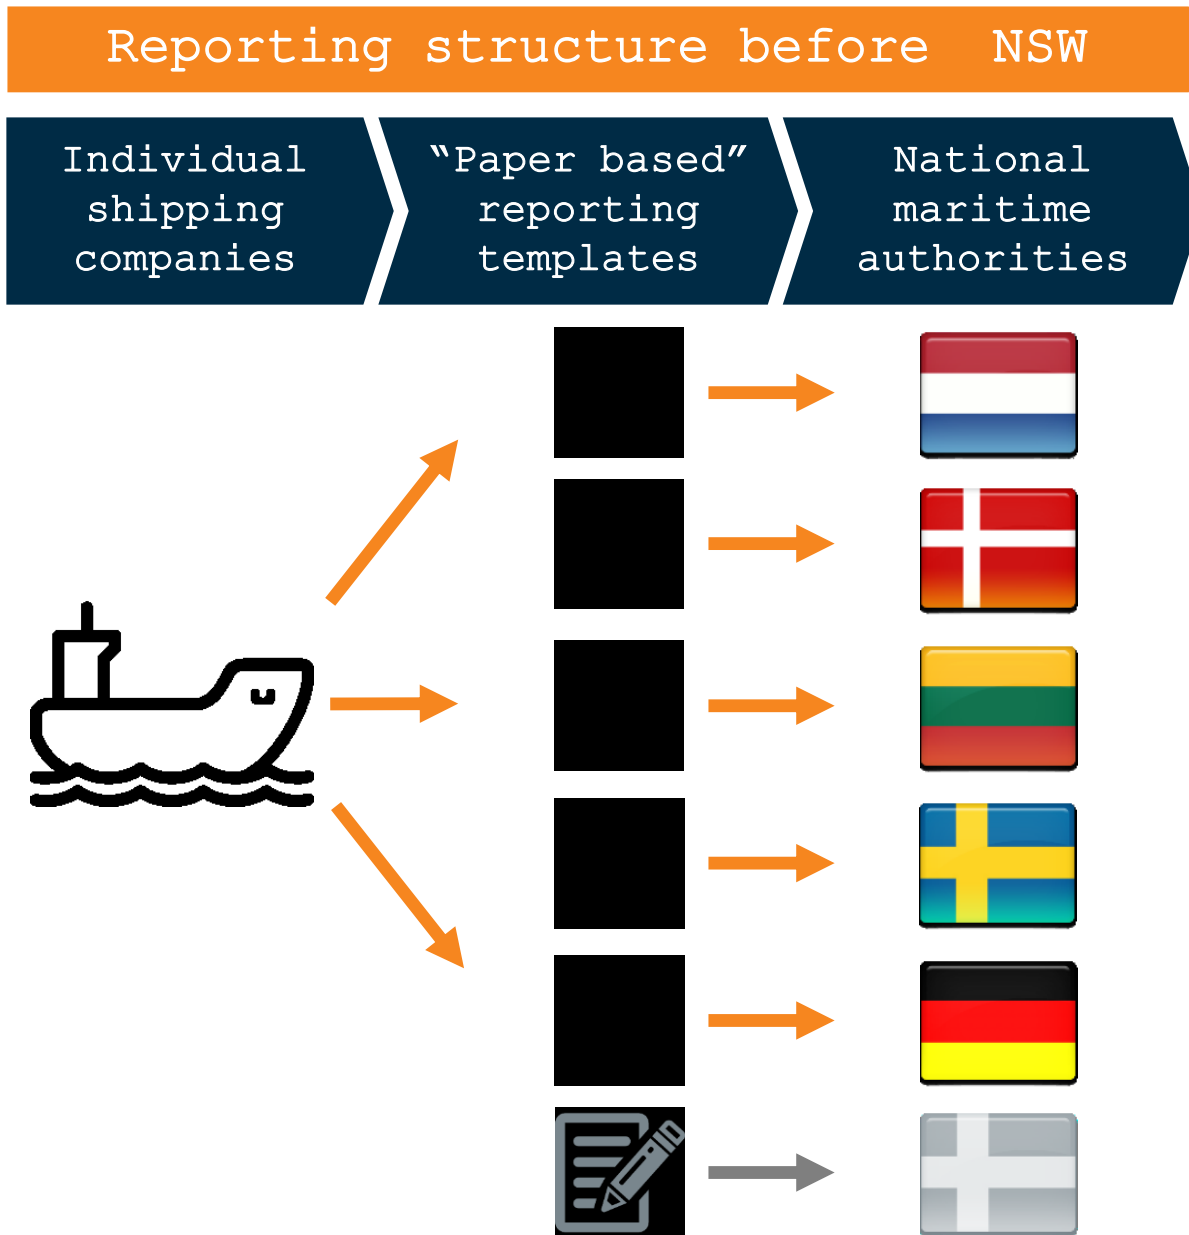 Reporting structure before  NSW
Individual
shipping
companies
“Paper based”
reporting
templates
National
maritime
authorities